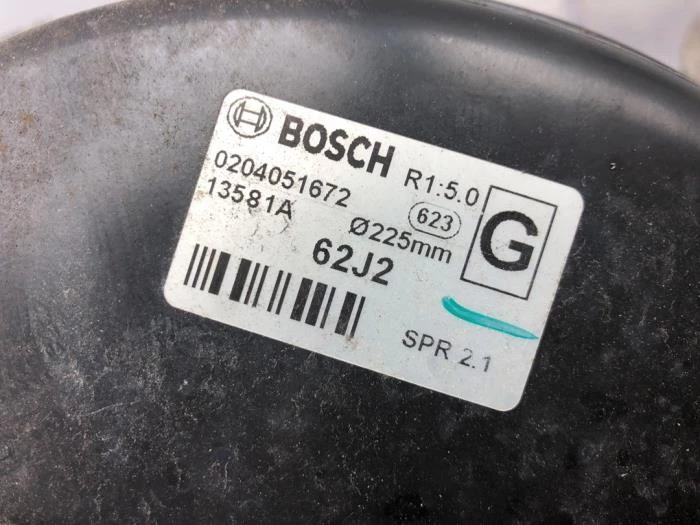 BOSCH R1:5.0
0204051672 623 G
13581A Ø225mm
62J2
SPR 2.1